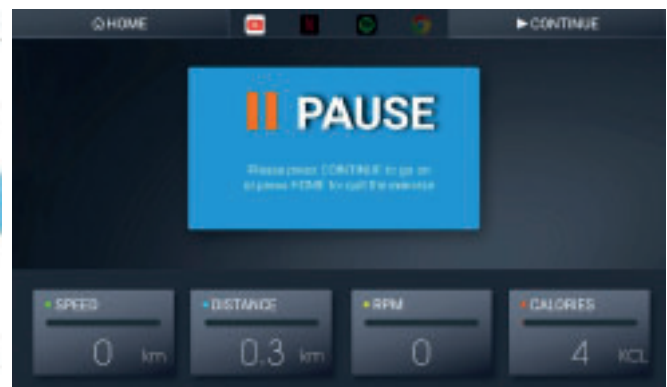 HOME
CONTINUE
PAUSE
Please press CONTINUE to go on
or press HOME to quit the exercise
SPEED
DISTANCE
RPM
CALORIES
0 km
0.3 km
0
4 KCL